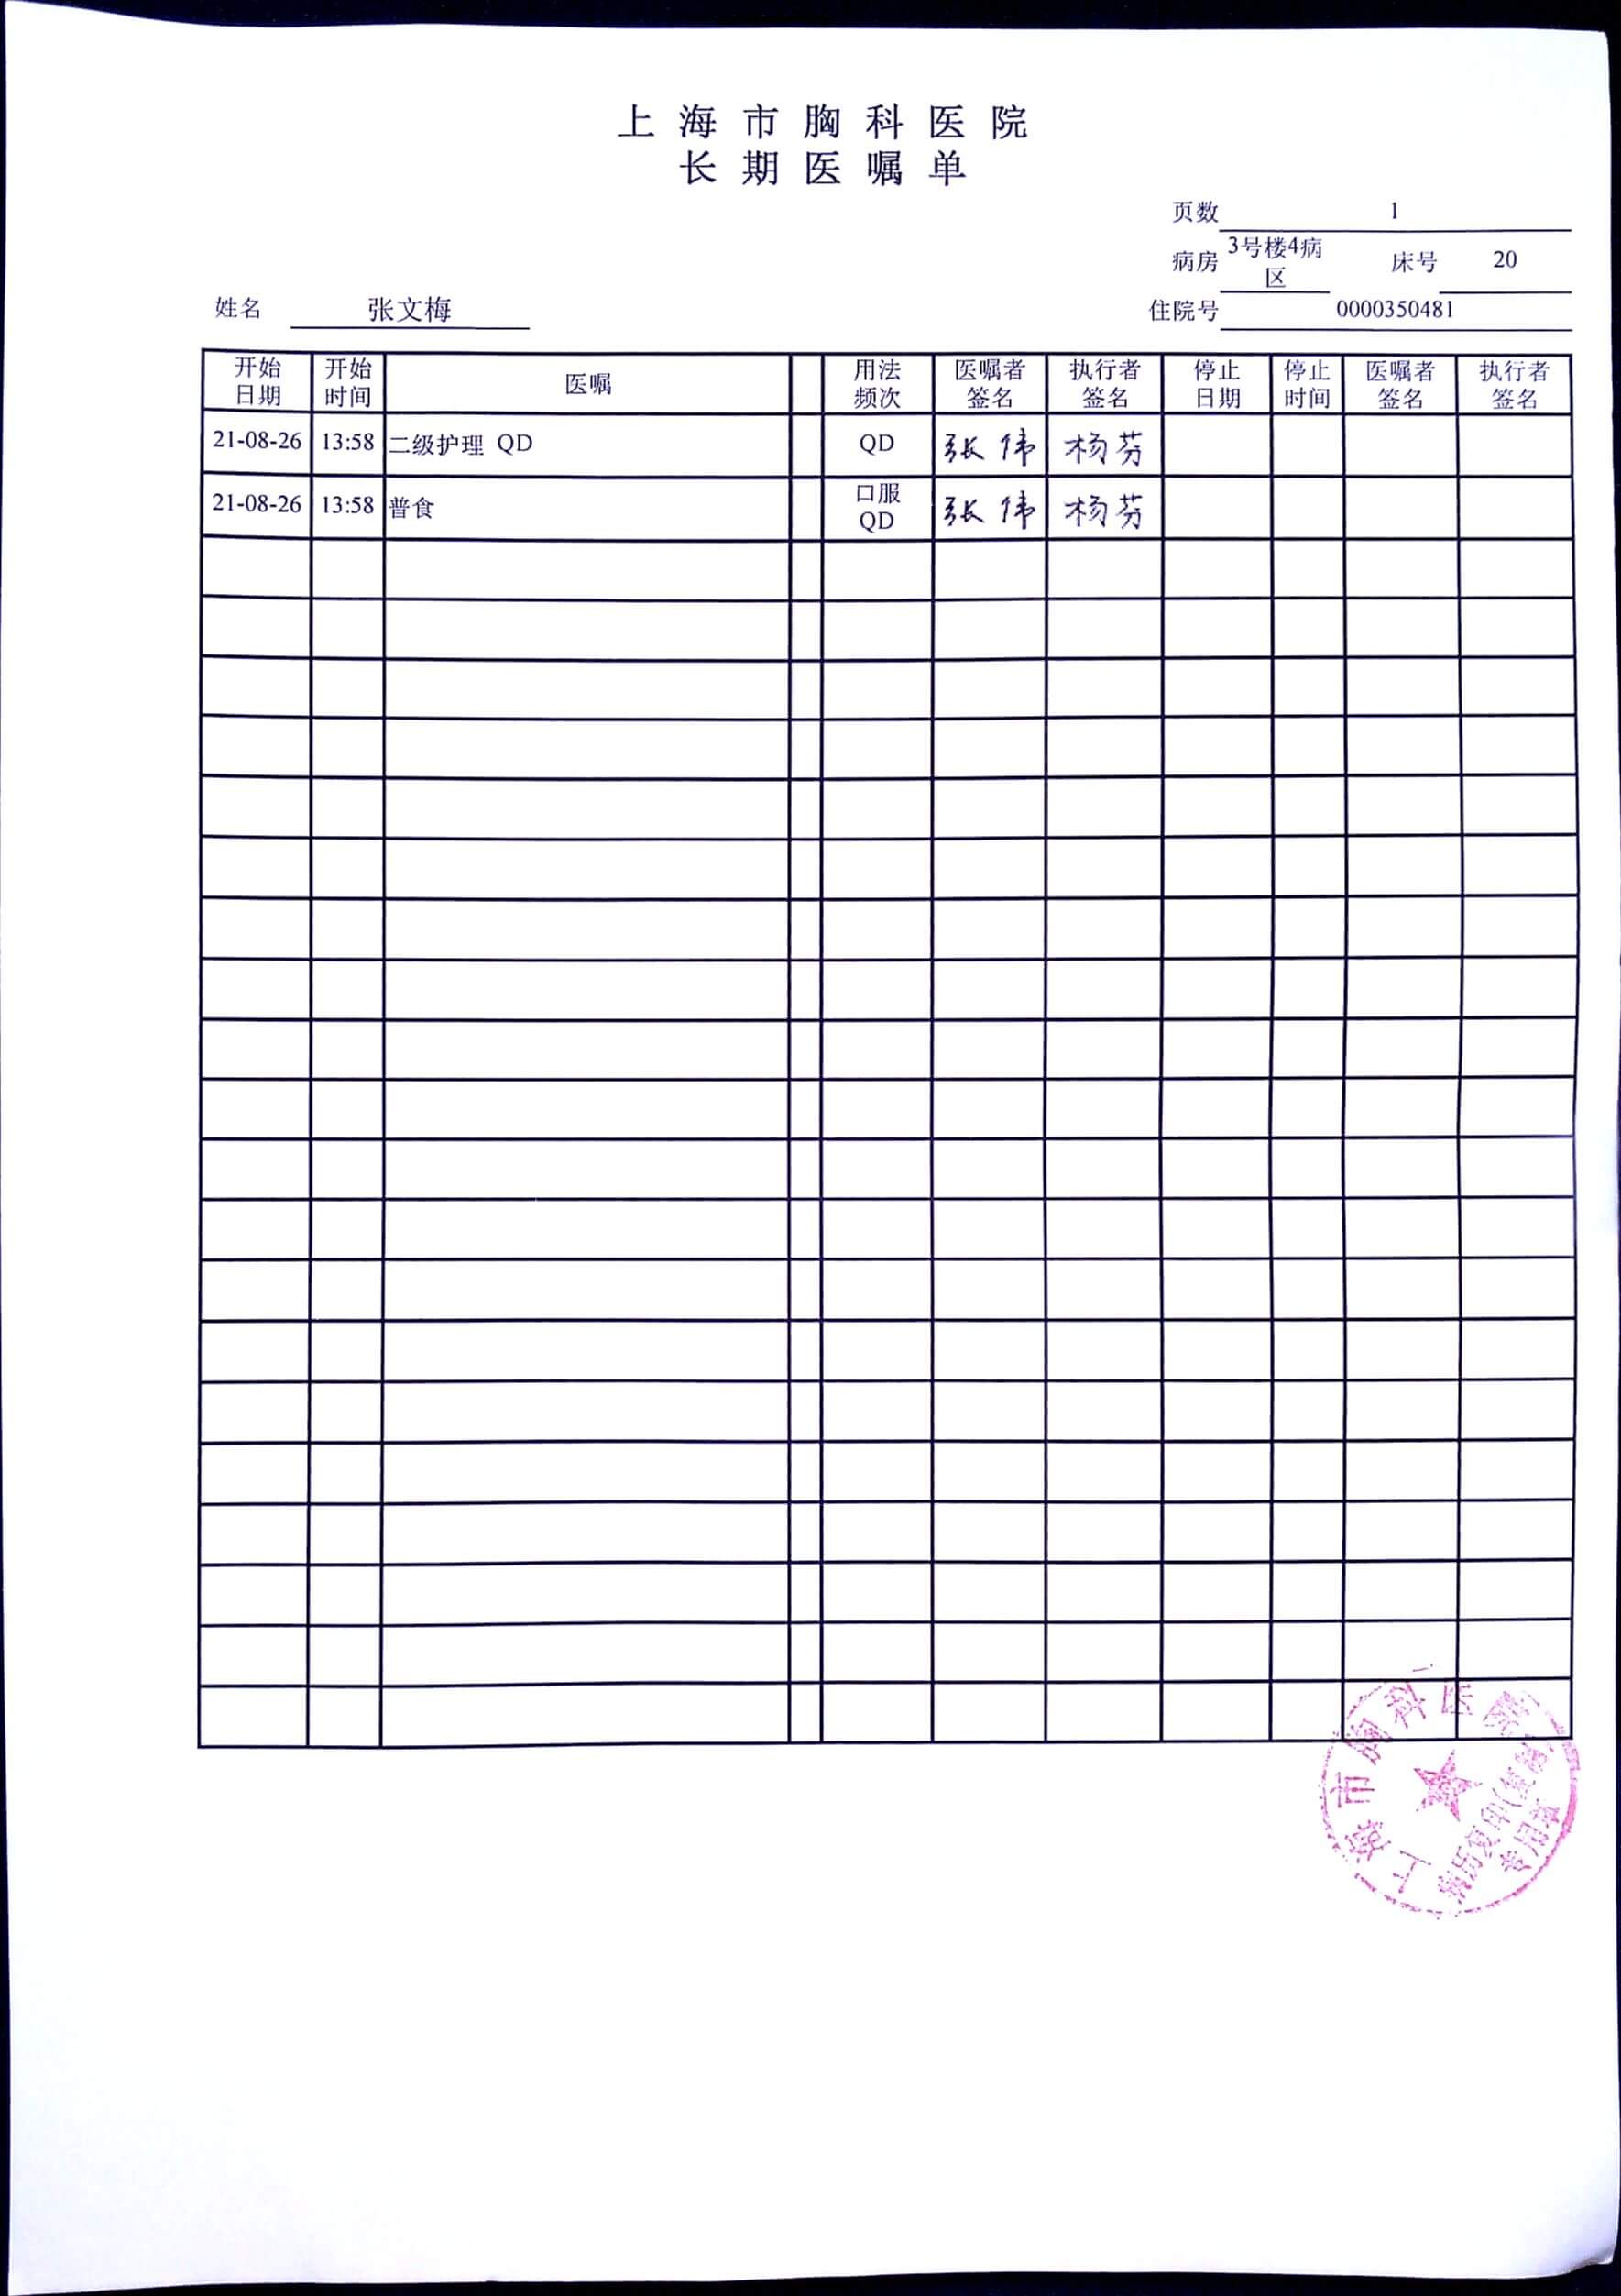 上海市胸科医院
长期医嘱单
页数 1
病房 3号楼4病区 床号 20
姓名 张文梅 住院号 0000350481
开始日期 开始时间 医嘱 用法频次 医嘱者签名 执行者签名 停止日期 停止时间 医嘱者签名 执行者签名
21-08-26 13:58 二级护理 QD QD 张伟 杨芬
21-08-26 13:58 普食 口服 QD 张伟 杨芬
上海市胸科医院
病历复印(复制)
专用章